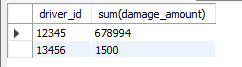 driver_id sum(damage_amount)
12345 678994
13456 1500